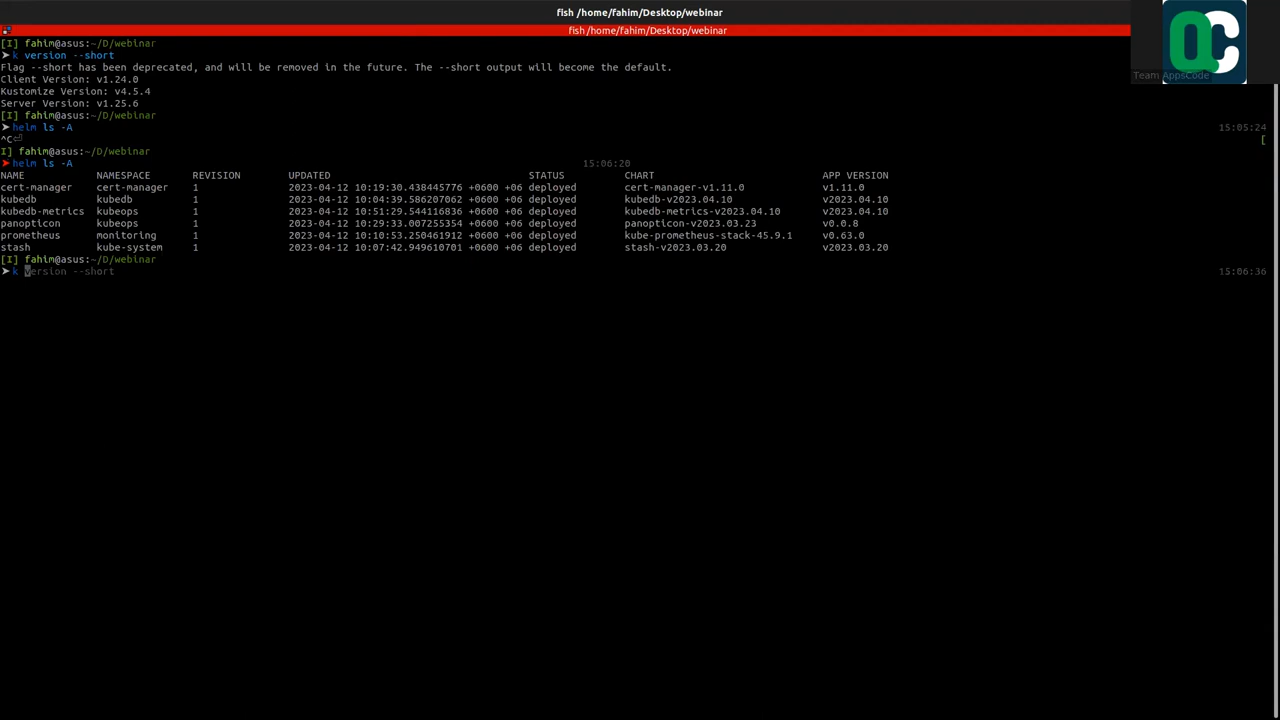 fish /home/fahim/Desktop/webinar
fish /home/fahim/Desktop/webinar
QC
Team AppsCode
[I] fahim@asus:~/D/webinar
➤ k version --short
Flag --short has been deprecated, and will be removed in the future. The --short output will become the default.
Client Version: v1.24.0
Kustomize Version: v4.5.4
Server Version: v1.25.6
[I] fahim@asus:~/D/webinar
➤ helm ls -A 15:05:24
^C⏎ [
I] fahim@asus:~/D/webinar
➤ helm ls -A 15:06:20
NAME NAMESPACE REVISION UPDATED STATUS CHART APP VERSION
cert-manager cert-manager 1 2023-04-12 10:19:30.438445776 +0600 +06 deployed cert-manager-v1.11.0 v1.11.0
kubedb kubedb 1 2023-04-12 10:04:39.586207062 +0600 +06 deployed kubedb-v2023.04.10 v2023.04.10
kubedb-metrics kubeops 1 2023-04-12 10:51:29.544116836 +0600 +06 deployed kubedb-metrics-v2023.04.10 v2023.04.10
panopticon kubeops 1 2023-04-12 10:29:33.007255354 +0600 +06 deployed panopticon-v2023.03.23 v0.0.8
prometheus monitoring 1 2023-04-12 10:10:53.250461912 +0600 +06 deployed kube-prometheus-stack-45.9.1 v0.63.0
stash kube-system 1 2023-04-12 10:07:42.949610701 +0600 +06 deployed stash-v2023.03.20 v2023.03.20
[I] fahim@asus:~/D/webinar
➤ k version --short 15:06:36